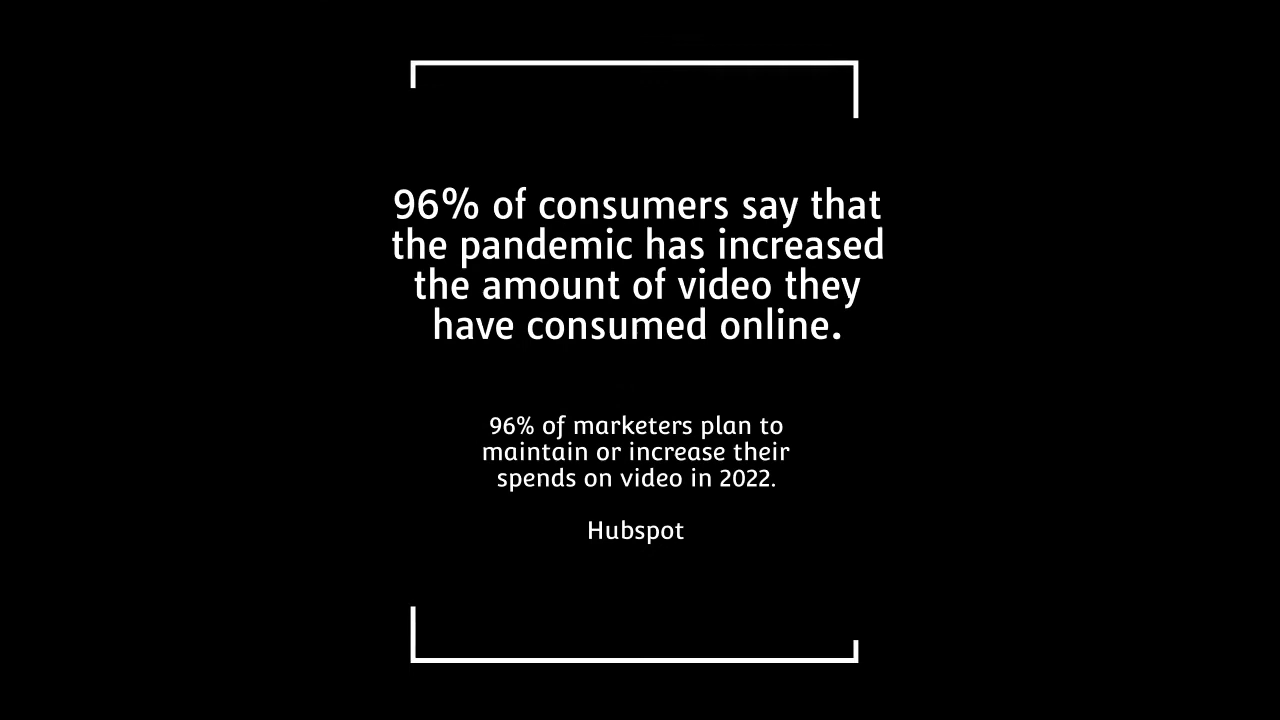 96% of consumers say that
the pandemic has increased
the amount of video they
have consumed online.
96% of marketers plan to
maintain or increase their
spends on video in 2022.
Hubspot